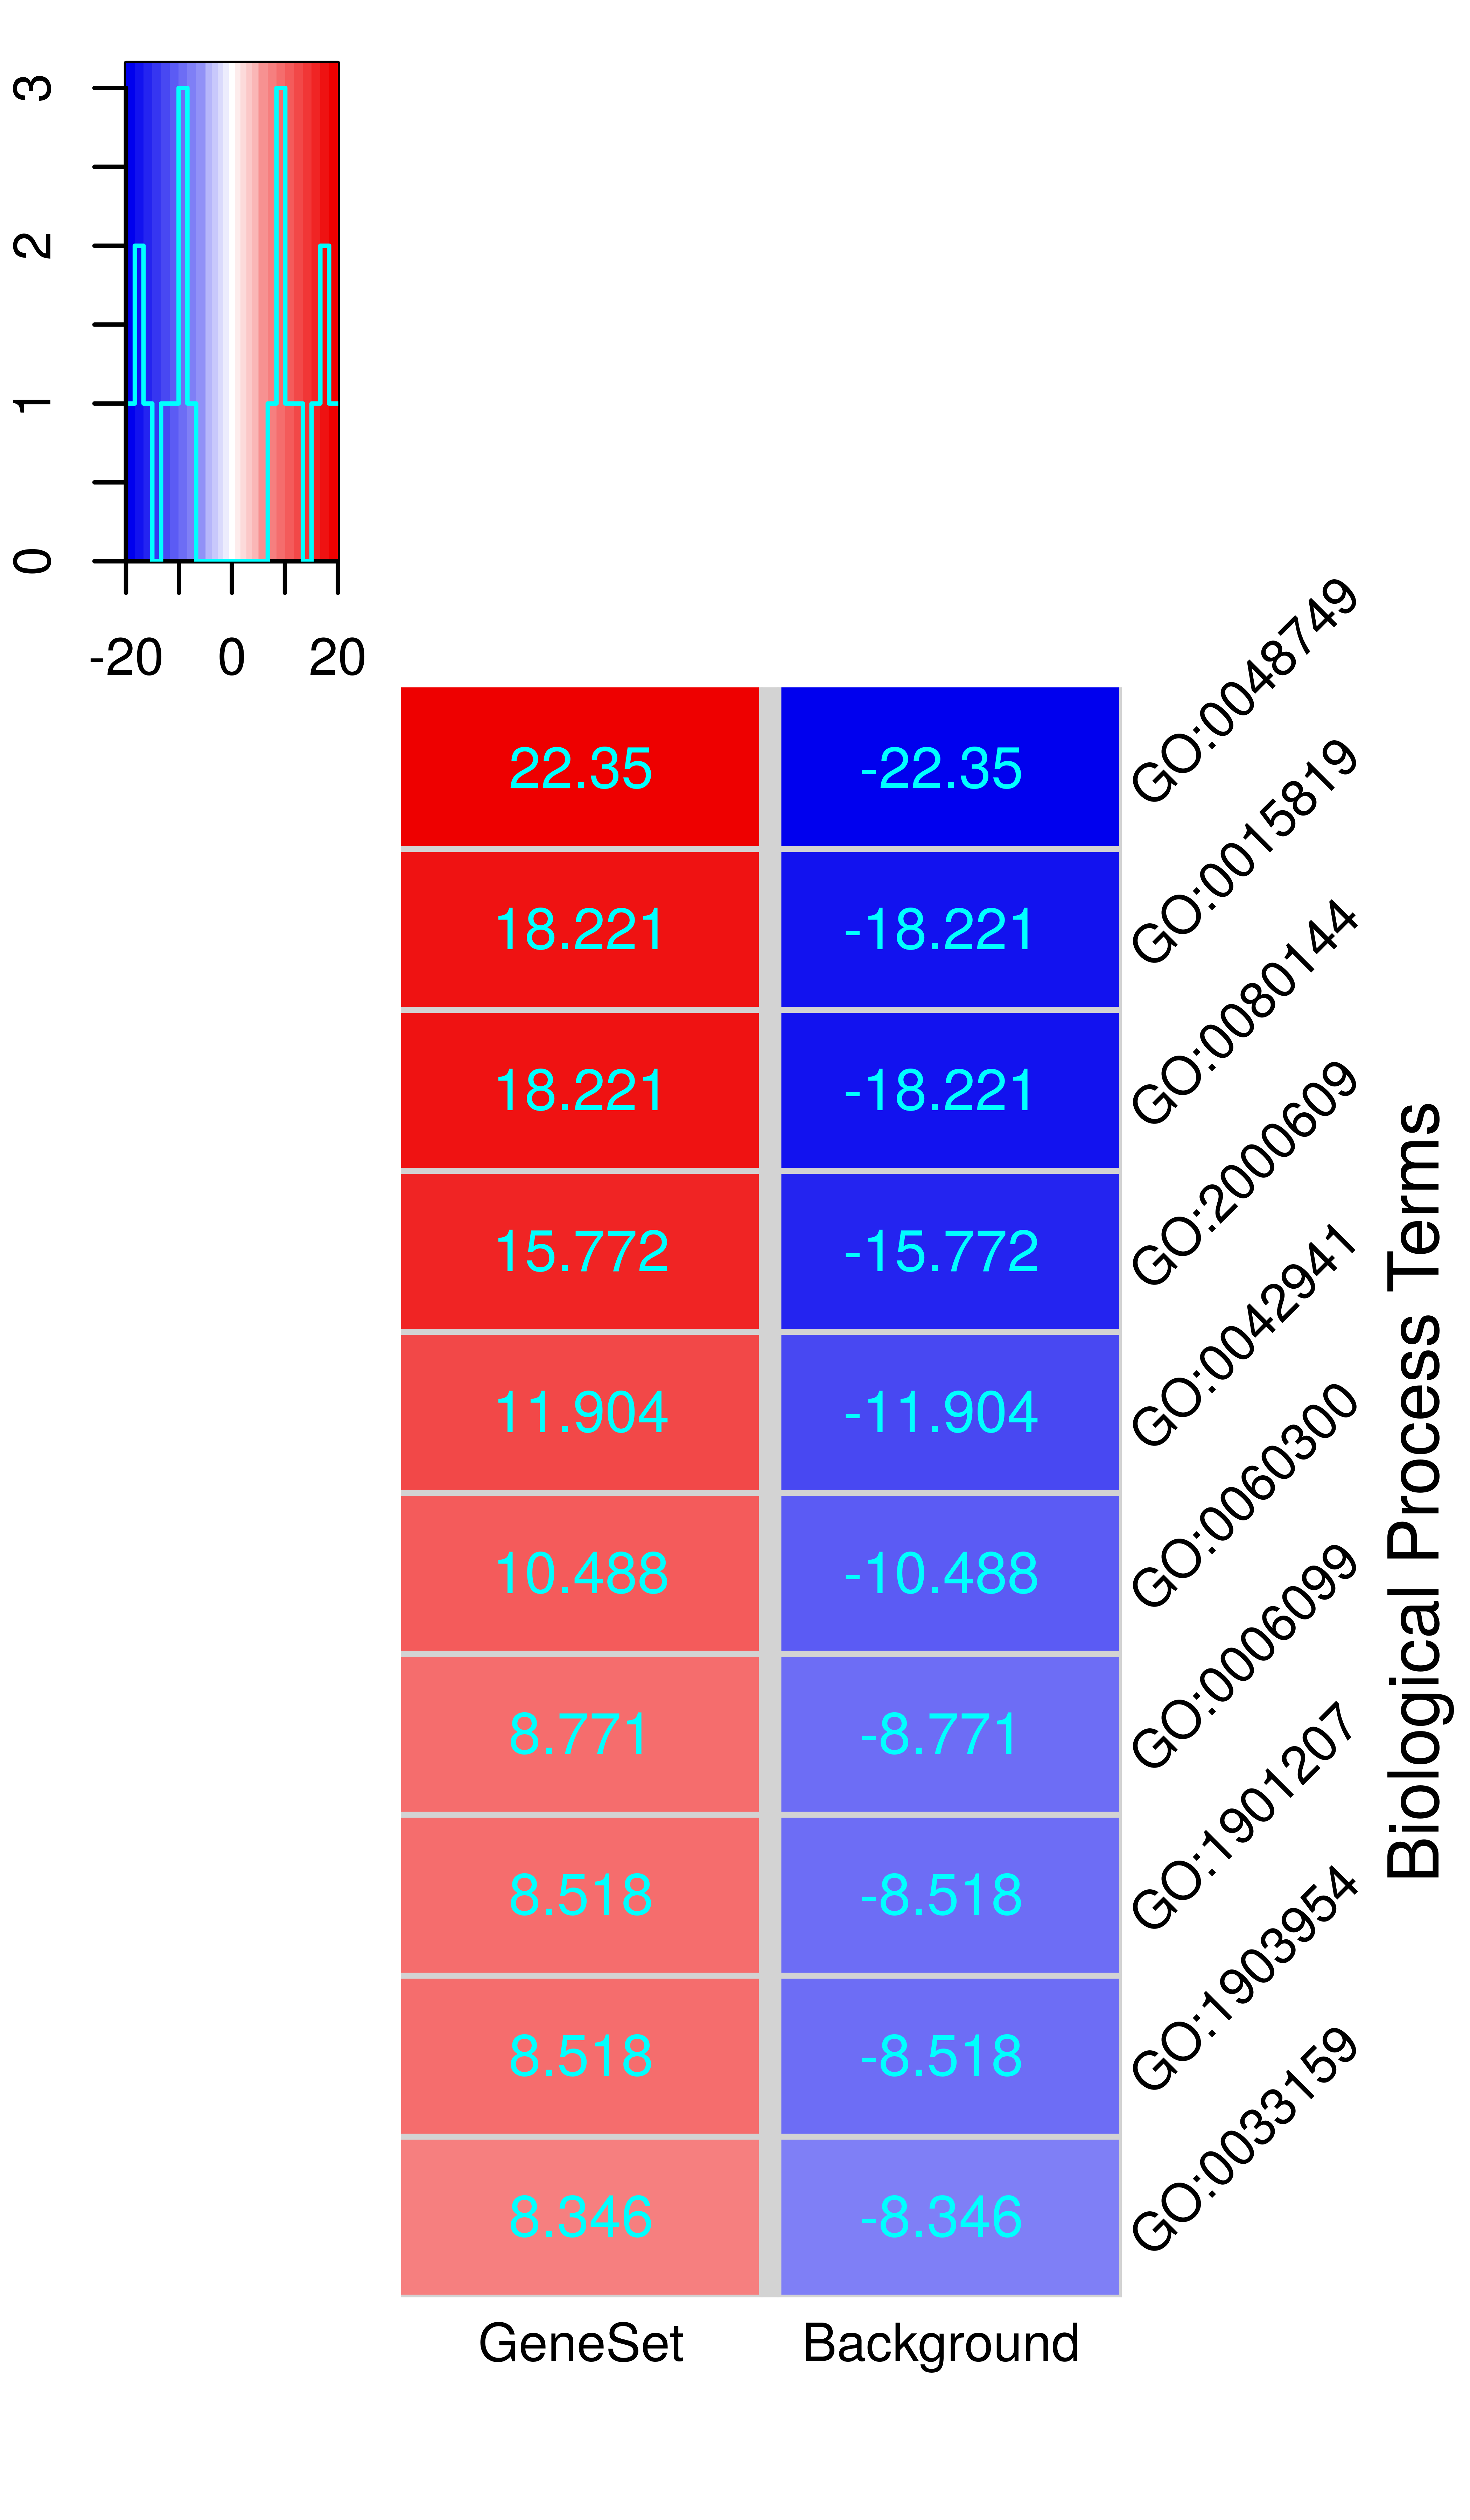 3
2
1
0
-20 0 20
22.35 -22.35 GO:0048749
18.221 -18.221 GO:0015819
18.221 -18.221 GO:0080144
15.772 -15.772 GO:2000609
11.904 -11.904 GO:0042941
10.488 -10.488 GO:0060300
8.771 -8.771 GO:0006099
8.518 -8.518 GO:1901207
8.518 -8.518 GO:1903954
8.346 -8.346 GO:0033159
Biological Process Terms
GeneSet Background